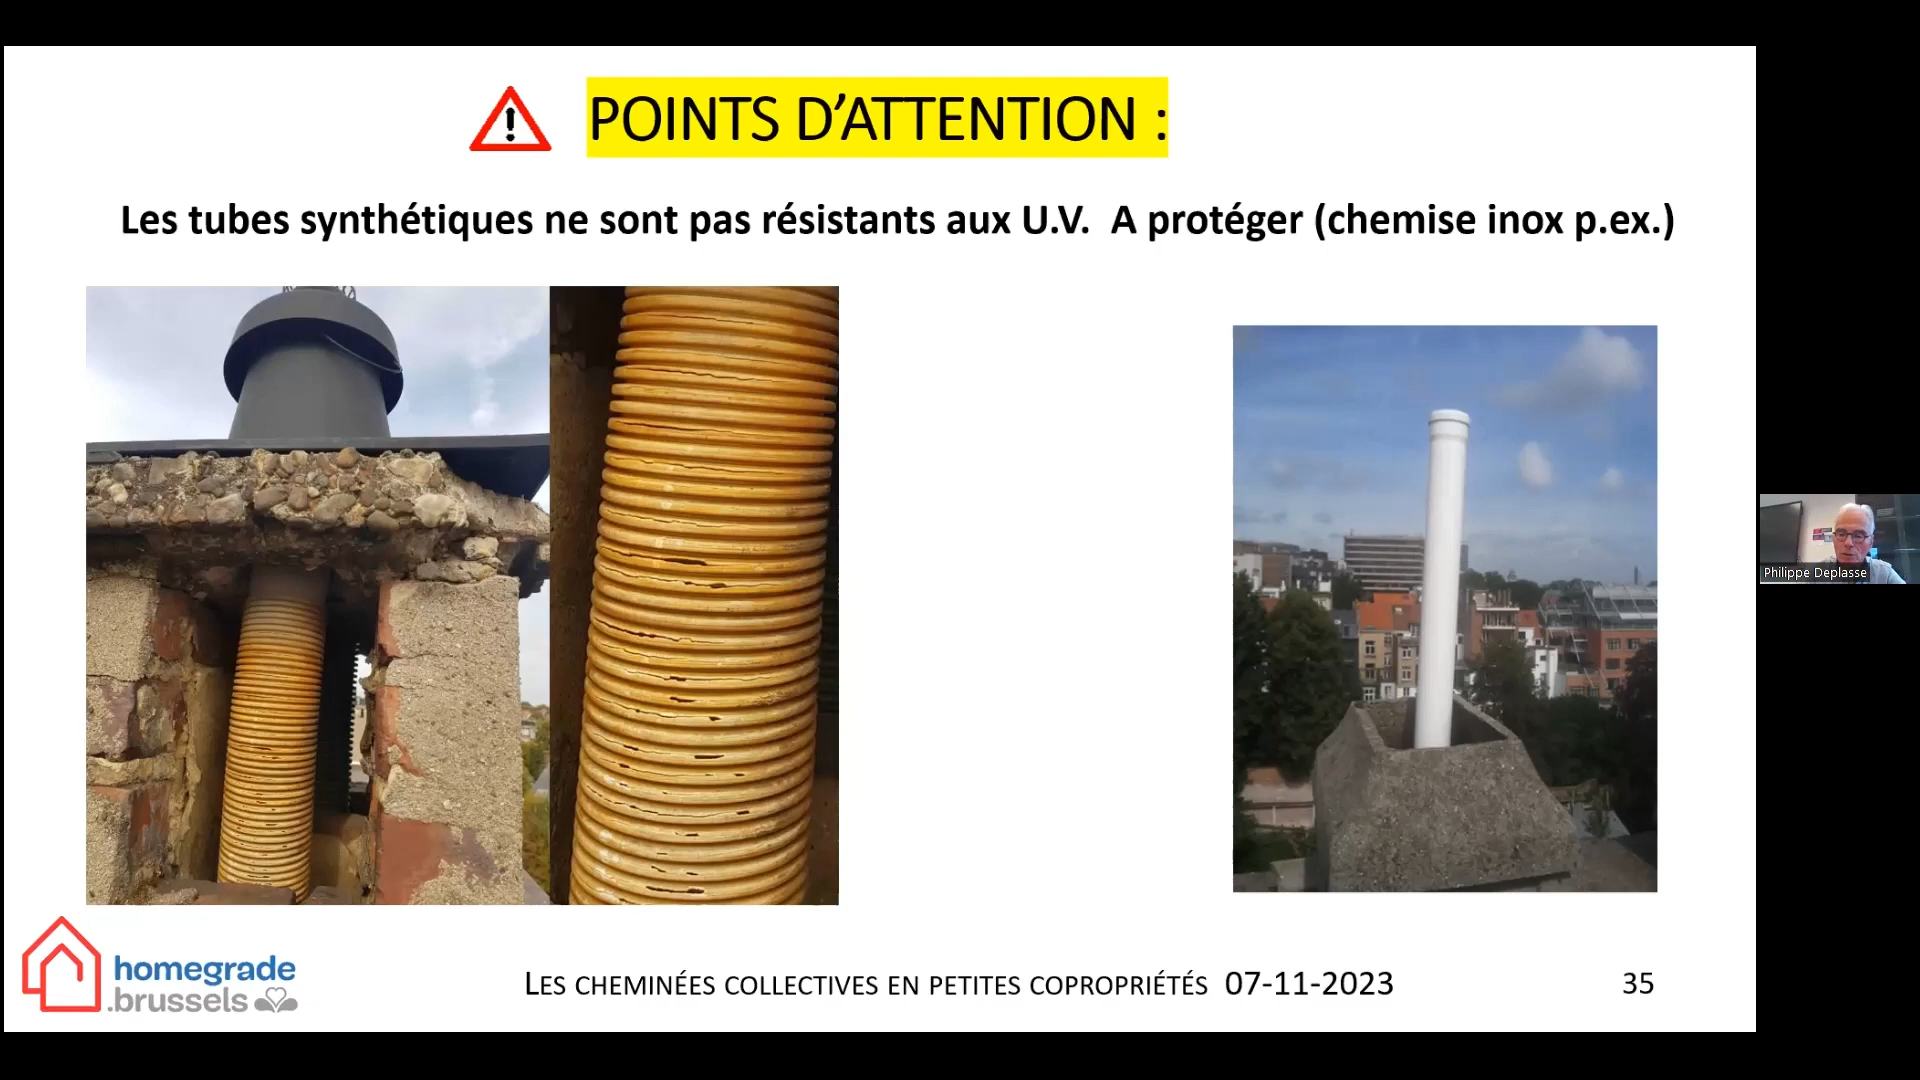 POINTS D’ATTENTION :
Les tubes synthétiques ne sont pas résistants aux U.V.  A protéger (chemise inox p.ex.)
Philippe Deplasse
homegrade
.brussels
LES CHEMINÉES COLLECTIVES EN PETITES COPROPRIÉTÉS 07-11-2023
35